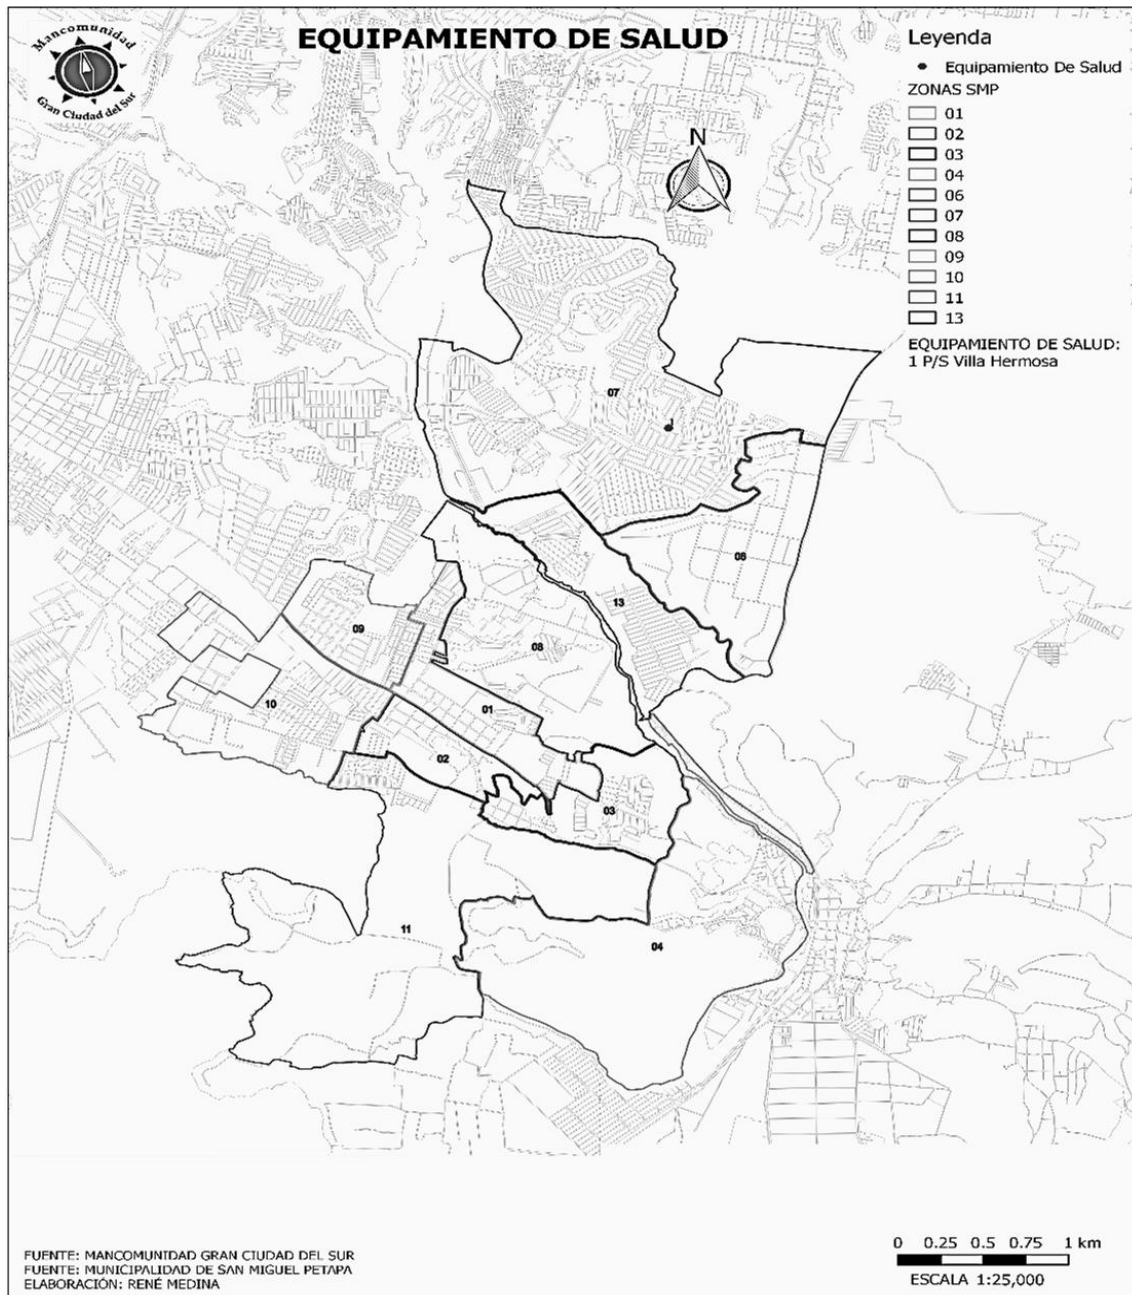 Mancomunidad
Gran Ciudad del Sur
EQUIPAMIENTO DE SALUD
Leyenda
Equipamiento De Salud
ZONAS SMP
01
02
03
04
06
07
08
09
10
11
13
EQUIPAMIENTO DE SALUD:
1 P/S Villa Hermosa
N
07
1
06
13
09
08
10
01
02
03
11
04
FUENTE: MANCOMUNIDAD GRAN CIUDAD DEL SUR
FUENTE: MUNICIPALIDAD DE SAN MIGUEL PETAPA
ELABORACIÓN: RENÉ MEDINA
0 0.25 0.5 0.75 1 km
ESCALA 1:25,000